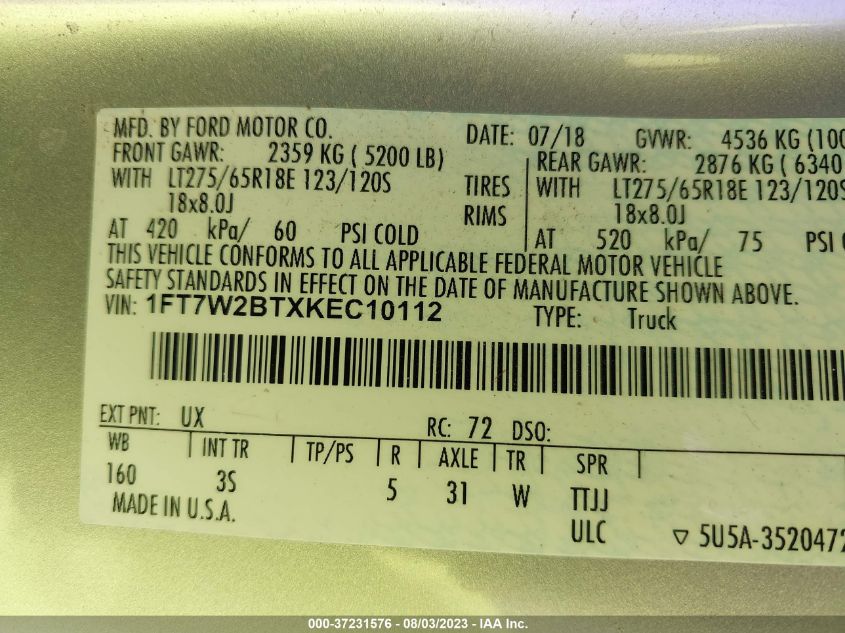 MFD. BY FORD MOTOR CO.
DATE: 07/18 GVWR: 4536 KG (100
FRONT GAWR: 2359 KG ( 5200 LB) REAR GAWR: 2876 KG ( 6340
WITH LT275/65R18E 123/120S TIRES WITH LT275/65R18E 123/120S
18x8.0J RIMS 18x8.0J
AT 420 kPa/ 60 PSI COLD AT 520 kPa/ 75 PSI
THIS VEHICLE CONFORMS TO ALL APPLICABLE FEDERAL MOTOR VEHICLE
SAFETY STANDARDS IN EFFECT ON THE DATE OF MANUFACTURE SHOWN ABOVE.
VIN: 1FT7W2BTXKEC10112 TYPE: Truck
EXT PNT: UX RC: 72 DSO:
WB INT TR TP/PS R AXLE TR SPR
160 3S 5 31 W TTJJ
MADE IN U.S.A. ULC ▽ 5U5A-3520472
000-37231576 - 08/03/2023 - IAA Inc.